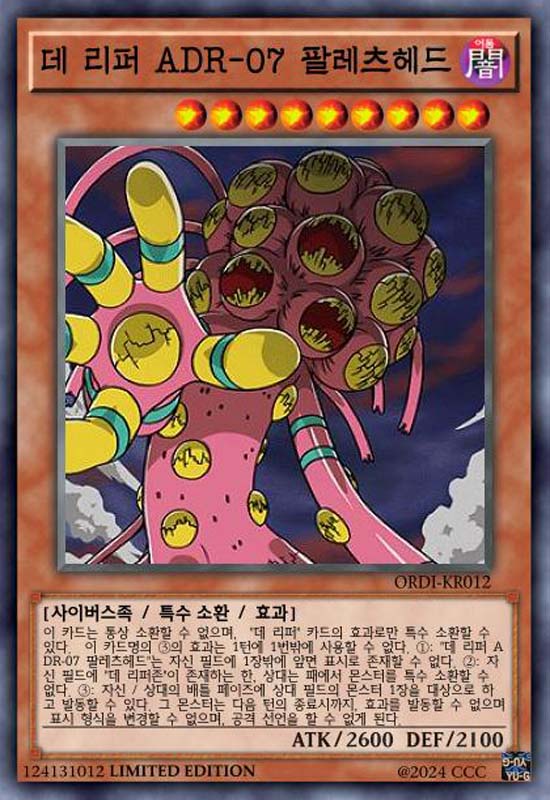 데 리퍼 ADR-07 팔레츠헤드
어둠
闇
ORDI-KR012
[사이버스족 / 특수 소환 / 효과]
이 카드는 통상 소환할 수 없으며, "데 리퍼" 카드의 효과로만 특수 소환할 수
있다. 이 카드명의 ③의 효과는 1턴에 1번밖에 사용할 수 없다. ①: "데 리퍼 A
DR-07 팔레츠헤드"는 자신 필드에 1장밖에 앞면 표시로 존재할 수 없다. ②: 자
신 필드에 "데 리퍼존"이 존재하는 한, 상대는 패에서 몬스터를 특수 소환할 수
없다. ③: 자신 / 상대의 배틀 페이즈에 상대 필드의 몬스터 1장을 대상으로 하
고 발동할 수 있다. 그 몬스터는 다음 턴의 종료시까지, 효과를 발동할 수 없으며
표시 형식을 변경할 수 없으며, 공격 선언을 할 수 없게 된다.
ATK/2600 DEF/2100
124131012 LIMITED EDITION
@2024 CCC
YU-G